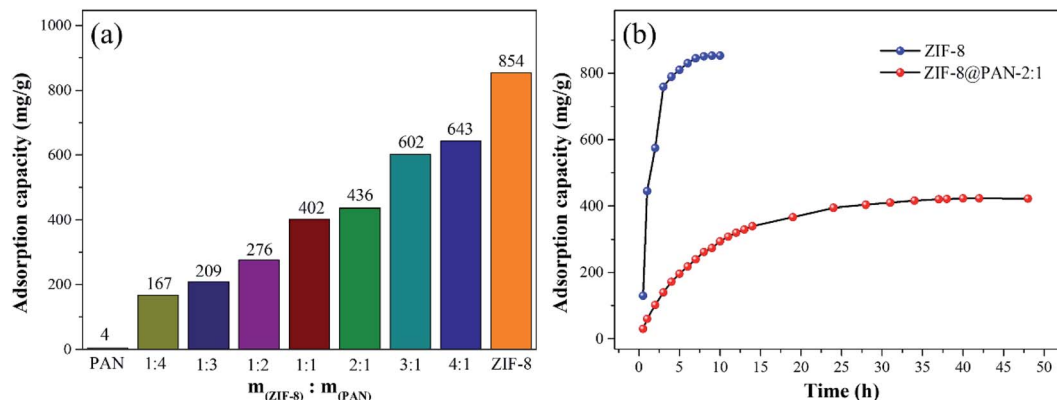 (a)
Adsorption capacity (mg/g)
1000
800
600
400
200
0
4
167
209
276
402
436
602
643
854
PAN 1:4 1:3 1:2 1:1 2:1 3:1 4:1 ZIF-8
m(ZIF-8) : m(PAN)
(b)
Adsorption capacity (mg/g)
800
600
400
200
0
ZIF-8
ZIF-8@PAN-2:1
0 5 10 15 20 25 30 35 40 45 50
Time (h)